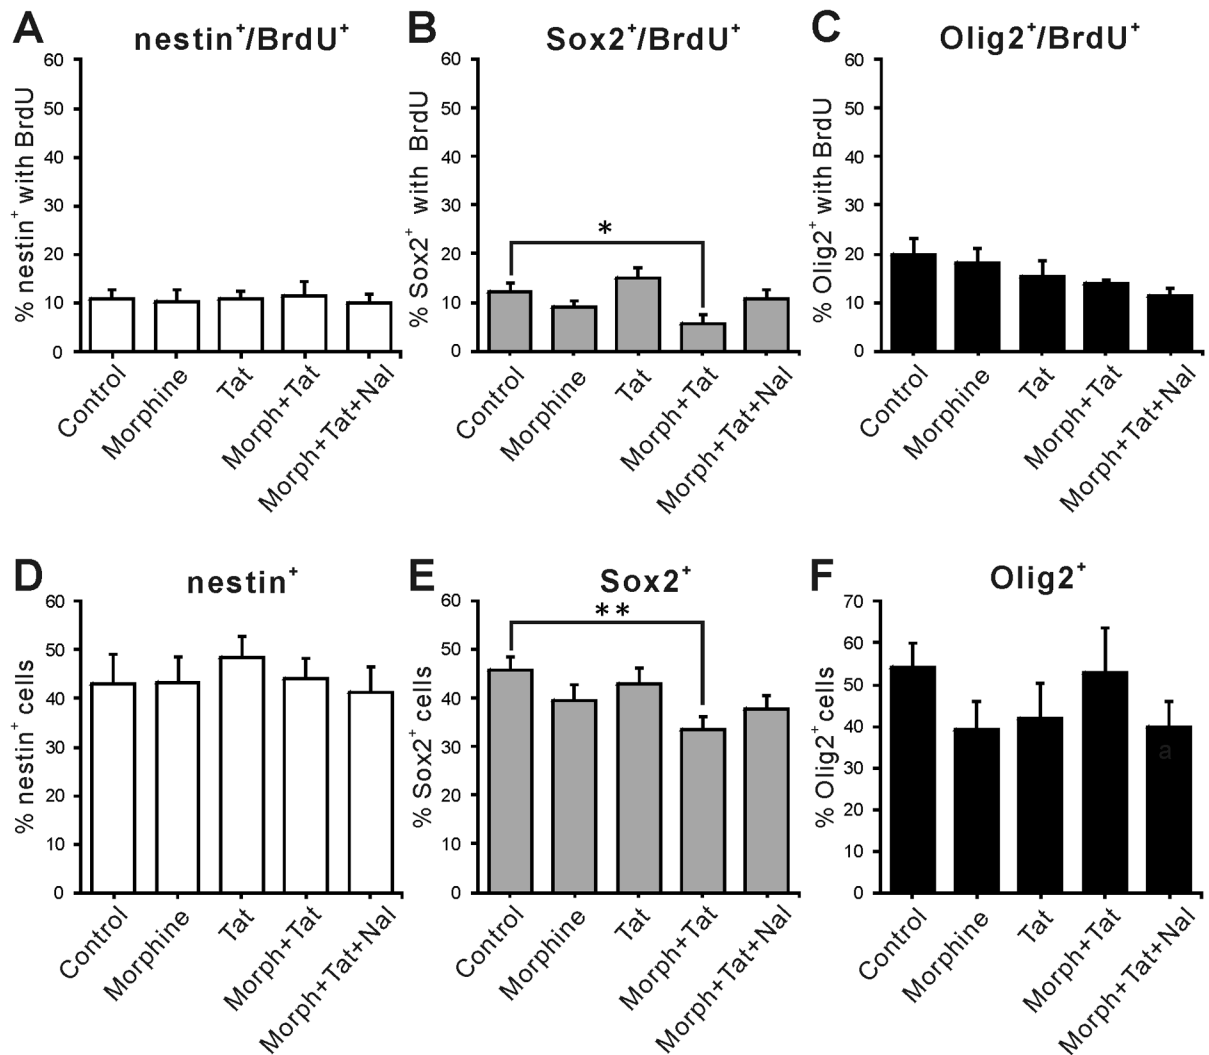 A nestin⁺/BrdU⁺
B Sox2⁺/BrdU⁺
C Olig2⁺/BrdU⁺
% nestin⁺ with BrdU
60
50
40
30
20
10
0
Control
Morphine
Tat
Morph+Tat
Morph+Tat+Nal
% Sox2⁺ with BrdU
60
50
40
30
20
10
0
*
Control
Morphine
Tat
Morph+Tat
Morph+Tat+Nal
% Olig2⁺ with BrdU
60
50
40
30
20
10
0
Control
Morphine
Tat
Morph+Tat
Morph+Tat+Nal
D nestin⁺
E Sox2⁺
F Olig2⁺
% nestin⁺ cells
60
50
40
30
20
10
0
Control
Morphine
Tat
Morph+Tat
Morph+Tat+Nal
% Sox2⁺ cells
60
50
40
30
20
10
0
**
Control
Morphine
Tat
Morph+Tat
Morph+Tat+Nal
% Olig2⁺ cells
70
60
50
40
30
20
10
0
a
Control
Morphine
Tat
Morph+Tat
Morph+Tat+Nal